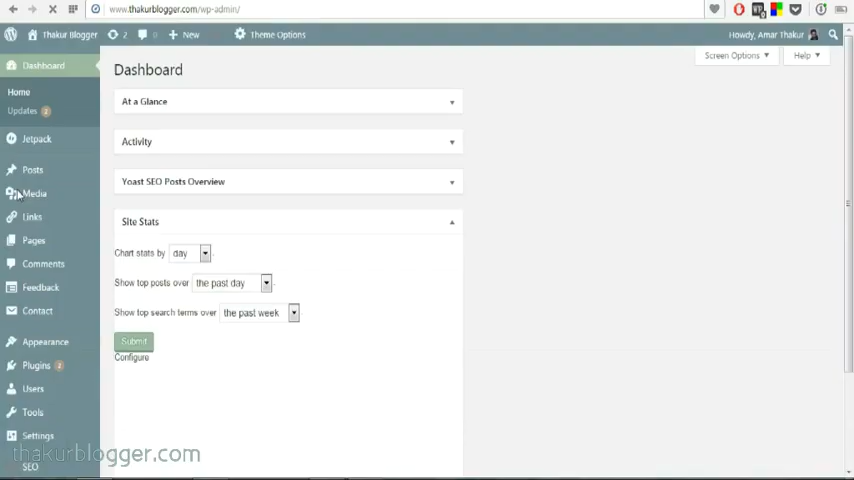 www.thakurblogger.com/wp-admin/
Thakur Blogger 2 0 New Theme Options Howdy, Amar Thakur
Dashboard
Screen Options Help
Dashboard
Home
Updates 2
Jetpack
Posts
Media
Links
Pages
Comments
Feedback
Contact
Appearance
Plugins 2
Users
Tools
Settings
SEO
At a Glance
Activity
Yoast SEO Posts Overview
Site Stats
Chart stats by day .
Show top posts over the past day .
Show top search terms over the past week
Submit
Configure
thakurblogger.com